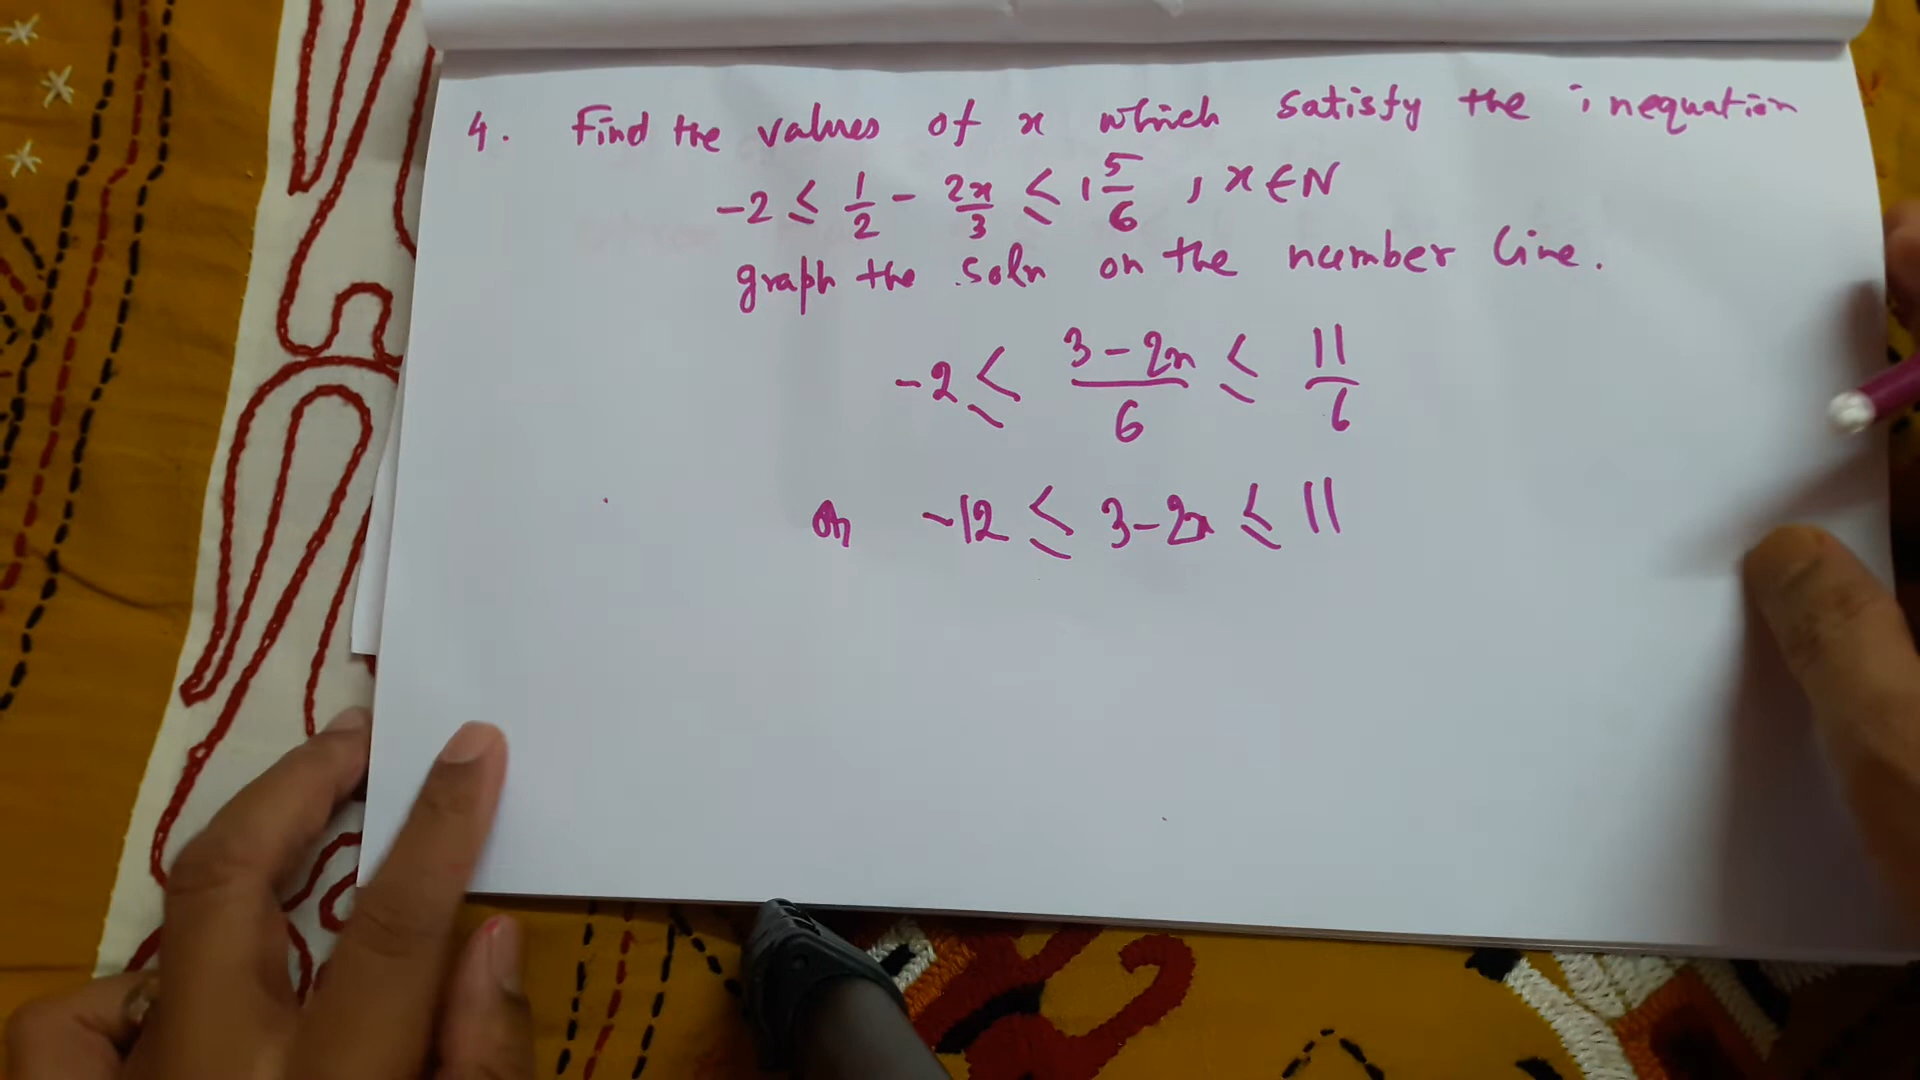 4. Find the values of x which satisfy the inequation
-2 ≤ 1/2 - 2x/3 ≤ 1 5/6 , x ∈ N
graph the soln on the number line.
-2 ≤ (3-2x)/6 ≤ 11/6
or -12 ≤ 3-2x ≤ 11